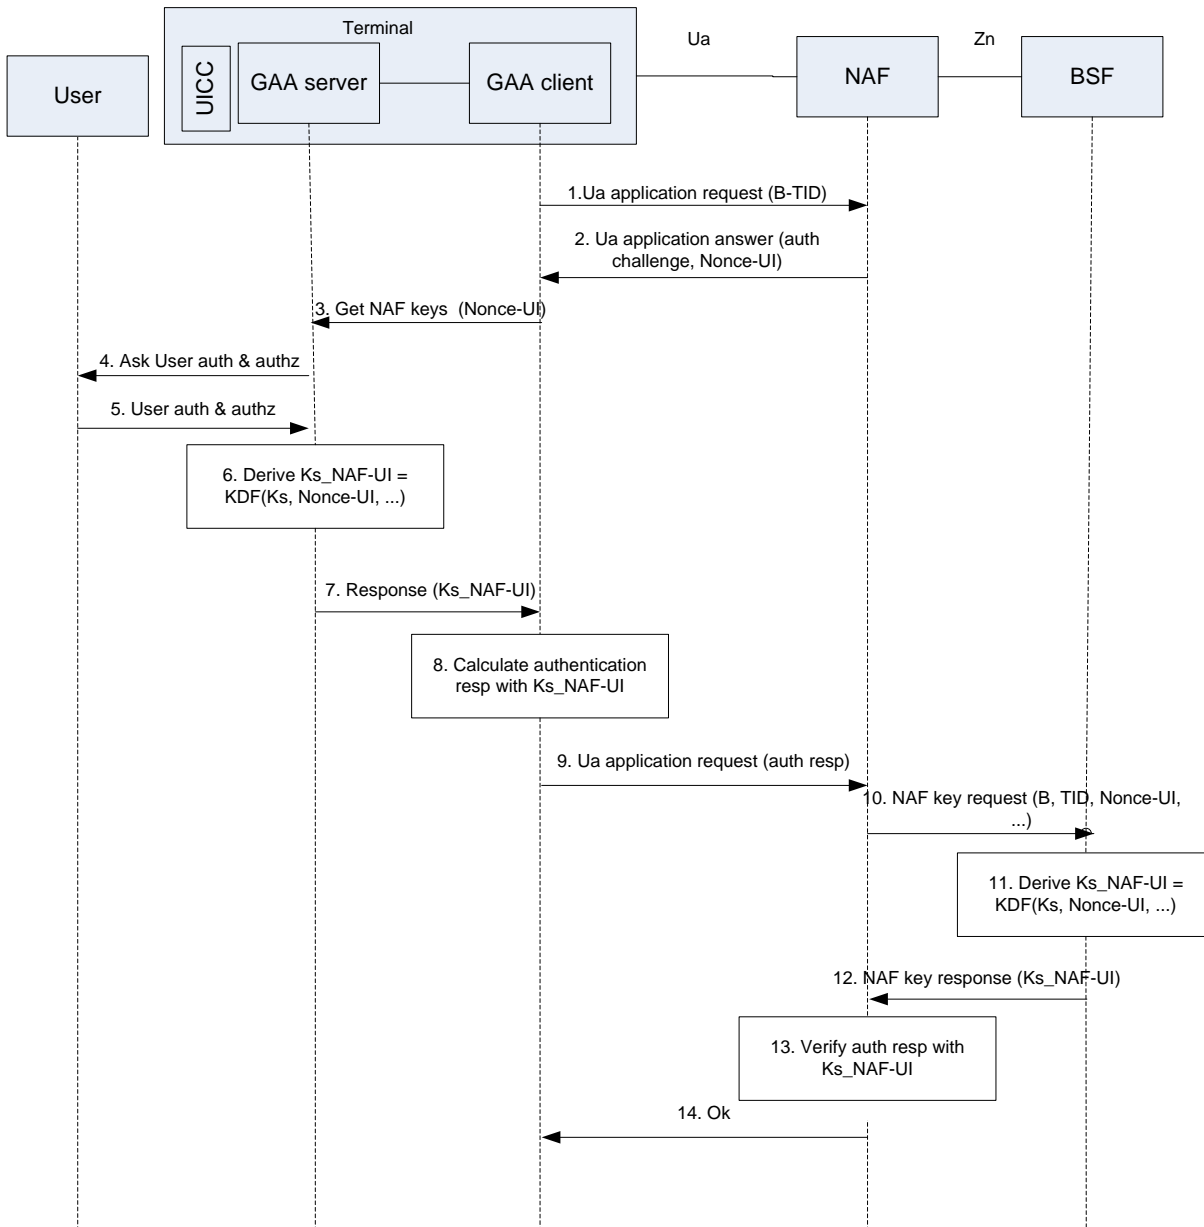 Terminal
Ua
Zn
User
UICC
GAA server
GAA client
NAF
BSF
1.Ua application request (B-TID)
2. Ua application answer (auth
challenge, Nonce-UI)
3. Get NAF keys  (Nonce-UI)
4. Ask User auth & authz
5. User auth & authz
6. Derive Ks_NAF-UI =
KDF(Ks, Nonce-UI, ...)
7. Response (Ks_NAF-UI)
8. Calculate authentication
resp with Ks_NAF-UI
9. Ua application request (auth resp)
10. NAF key request (B, TID, Nonce-UI,
...)
11. Derive Ks_NAF-UI =
KDF(Ks, Nonce-UI, ...)
12. NAF key response (Ks_NAF-UI)
13. Verify auth resp with
Ks_NAF-UI
14. Ok